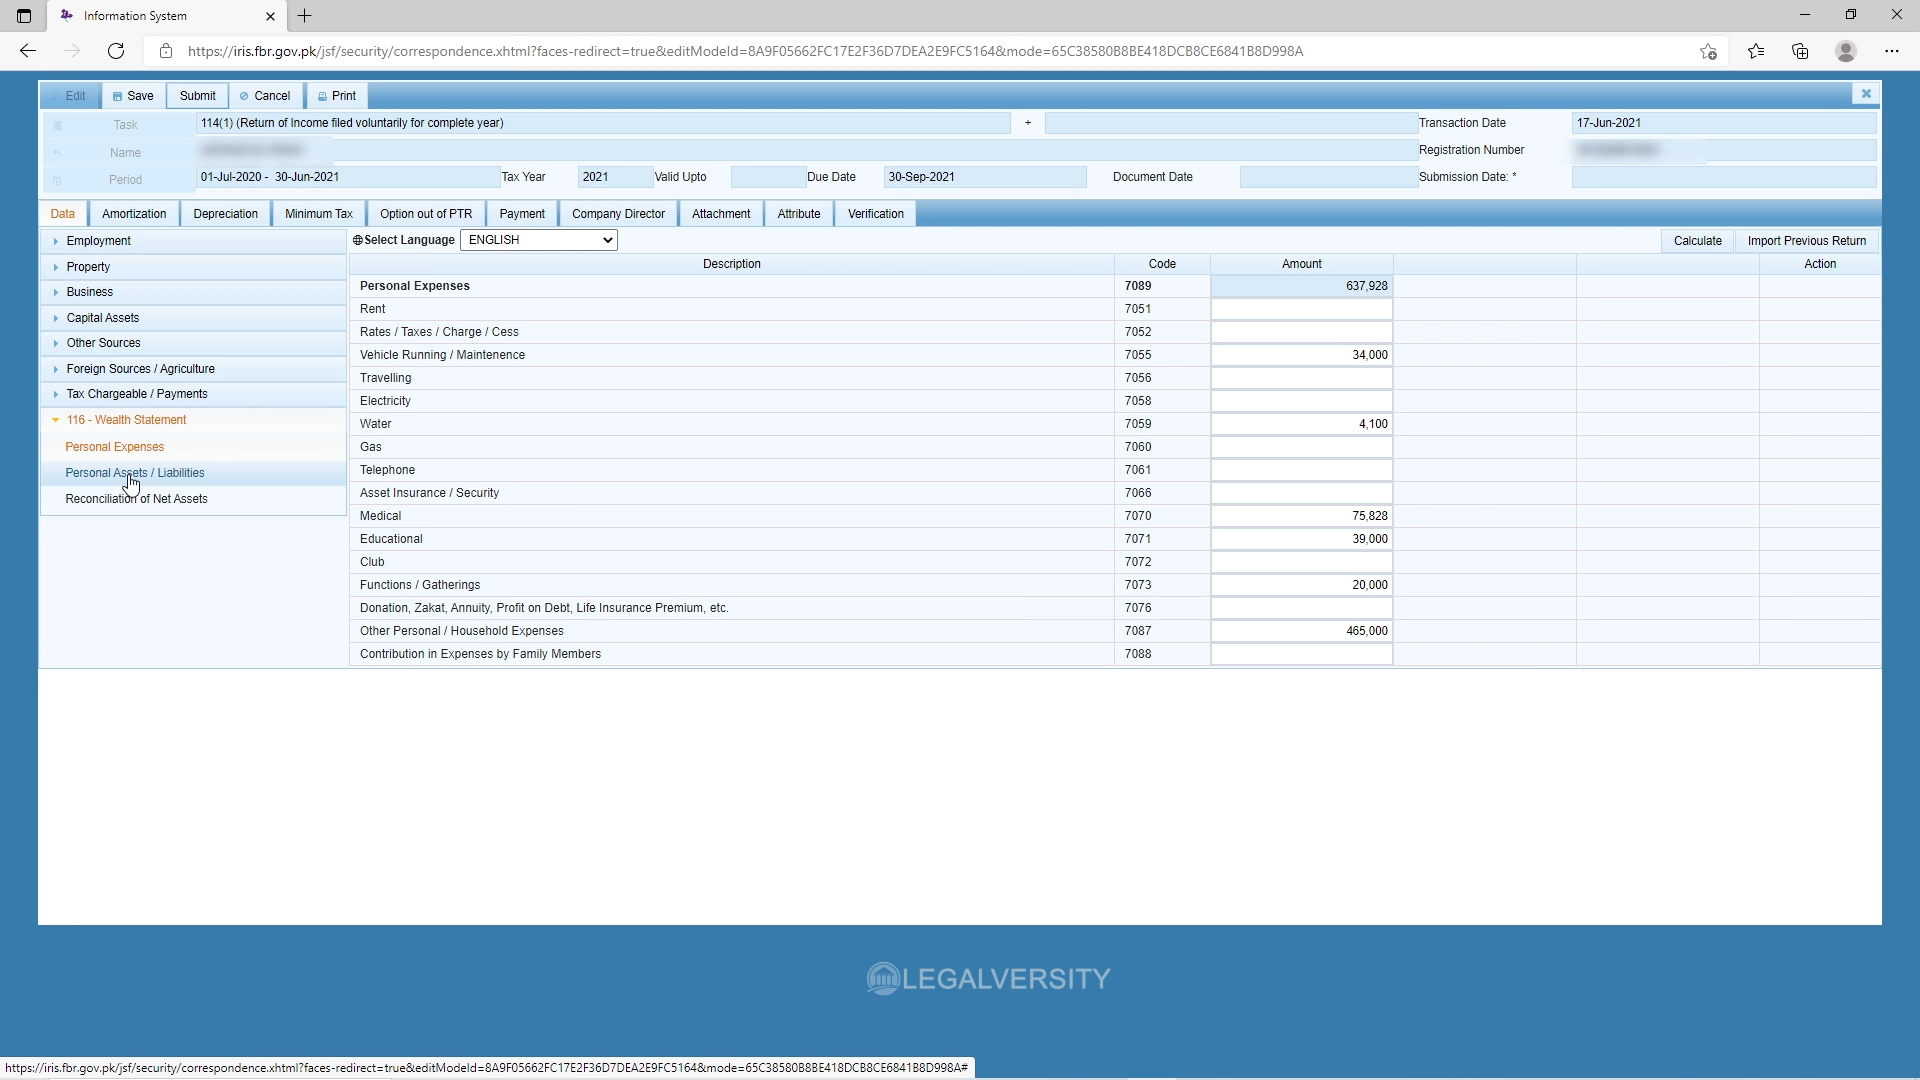 Information System
https://iris.fbr.gov.pk/jsf/security/correspondence.xhtml?faces-redirect=true&editModeId=8A9F05662FC17E2F36D7DEA2E9FC5164&mode=65C38580B8BE418DCB8CE6841B8D998A
Edit Save Submit Cancel Print
Task 114(1) (Return of Income filed voluntarily for complete year) + Transaction Date 17-Jun-2021
Name Registration Number
Period 01-Jul-2020 - 30-Jun-2021 Tax Year 2021 Valid Upto Due Date 30-Sep-2021 Document Date Submission Date: *
Data Amortization Depreciation Minimum Tax Option out of PTR Payment Company Director Attachment Attribute Verification
Employment
Property
Business
Capital Assets
Other Sources
Foreign Sources / Agriculture
Tax Chargeable / Payments
116 - Wealth Statement
Personal Expenses
Personal Assets / Liabilities
Reconciliation of Net Assets
Select Language ENGLISH Calculate Import Previous Return
Description Code Amount Action
Personal Expenses 7089 637,928
Rent 7051
Rates / Taxes / Charge / Cess 7052
Vehicle Running / Maintenence 7055 34,000
Travelling 7056
Electricity 7058
Water 7059 4,100
Gas 7060
Telephone 7061
Asset Insurance / Security 7066
Medical 7070 75,828
Educational 7071 39,000
Club 7072
Functions / Gatherings 7073 20,000
Donation, Zakat, Annuity, Profit on Debt, Life Insurance Premium, etc. 7076
Other Personal / Household Expenses 7087 465,000
Contribution in Expenses by Family Members 7088
LEGALVERSITY
https://iris.fbr.gov.pk/jsf/security/correspondence.xhtml?faces-redirect=true&editModeId=8A9F05662FC17E2F36D7DEA2E9FC5164&mode=65C38580B8BE418DCB8CE6841B8D998A#